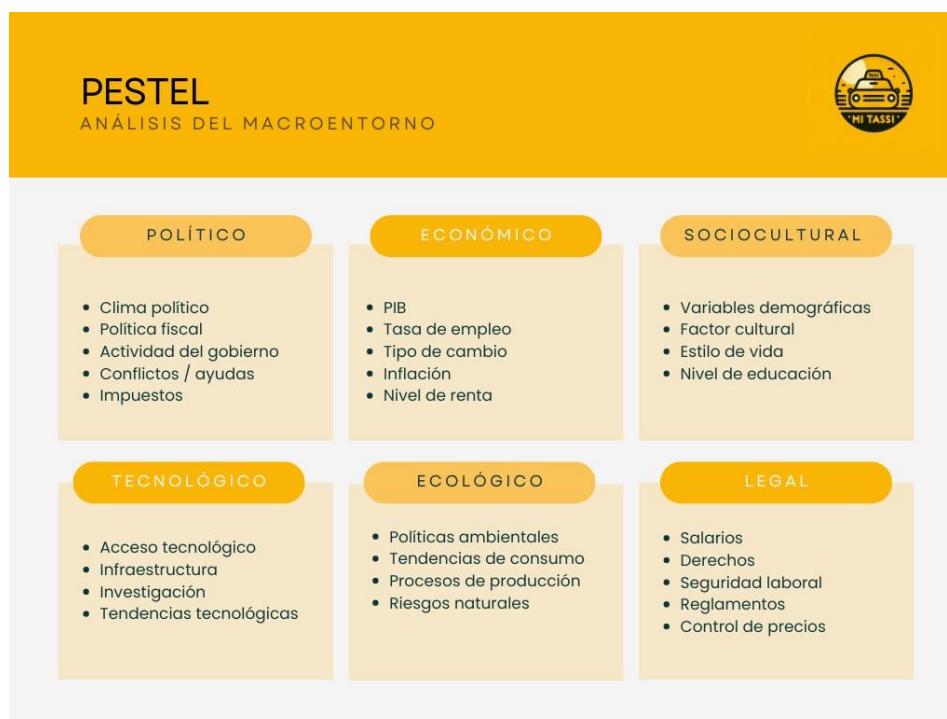 PESTEL
ANÁLISIS DEL MACROENTORNO
TAXI
MI TASSI
POLÍTICO
• Clima político
• Política fiscal
• Actividad del gobierno
• Conflictos / ayudas
• Impuestos
ECONÓMICO
• PIB
• Tasa de empleo
• Tipo de cambio
• Inflación
• Nivel de renta
SOCIOCULTURAL
• Variables demográficas
• Factor cultural
• Estilo de vida
• Nivel de educación
TECNOLÓGICO
• Acceso tecnológico
• Infraestructura
• Investigación
• Tendencias tecnológicas
ECOLÓGICO
• Políticas ambientales
• Tendencias de consumo
• Procesos de producción
• Riesgos naturales
LEGAL
• Salarios
• Derechos
• Seguridad laboral
• Reglamentos
• Control de precios